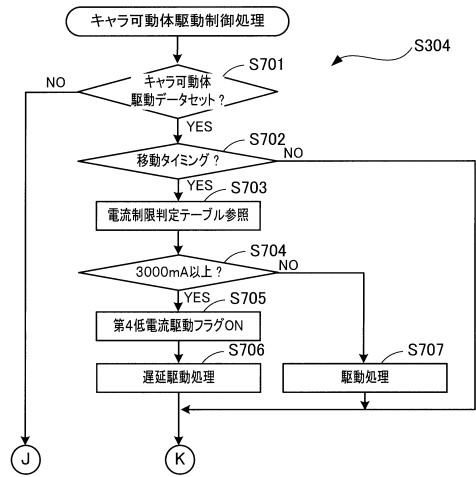 キャラ可動体駆動制御処理
S304
S701
NO
キャラ可動体
駆動データセット?
YES
S702
移動タイミング?
NO
YES
S703
電流制限判定テーブル参照
S704
3000mA以上?
NO
YES
S705
第4低電流駆動フラグON
S706
遅延駆動処理
S707
駆動処理
J
K